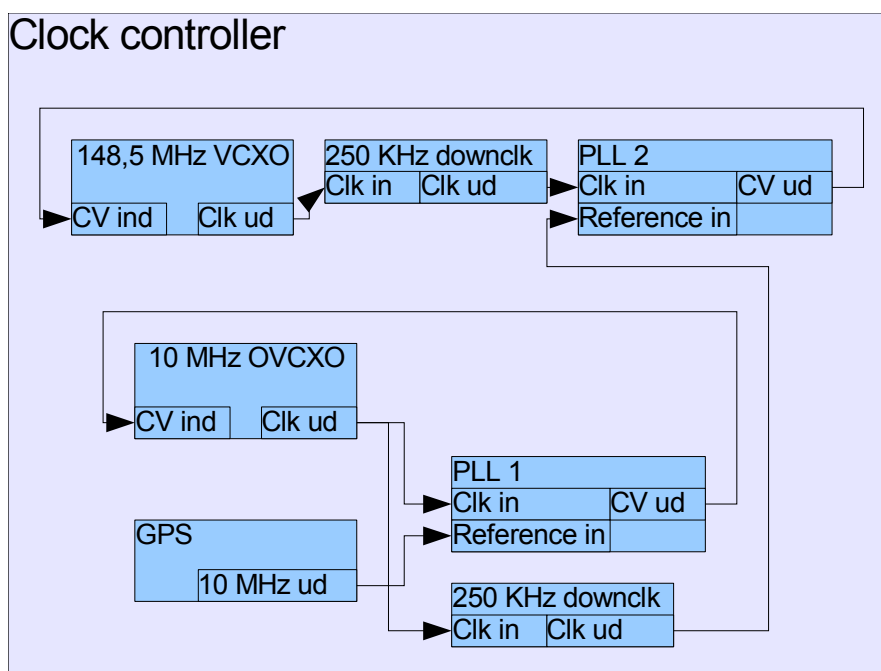 Clock controller
148,5 MHz VCXO
CV ind
Clk ud
250 KHz downclk
Clk in
Clk ud
PLL 2
Clk in
CV ud
Reference in
10 MHz OVCXO
CV ind
Clk ud
PLL 1
Clk in
CV ud
Reference in
GPS
10 MHz ud
250 KHz downclk
Clk in
Clk ud